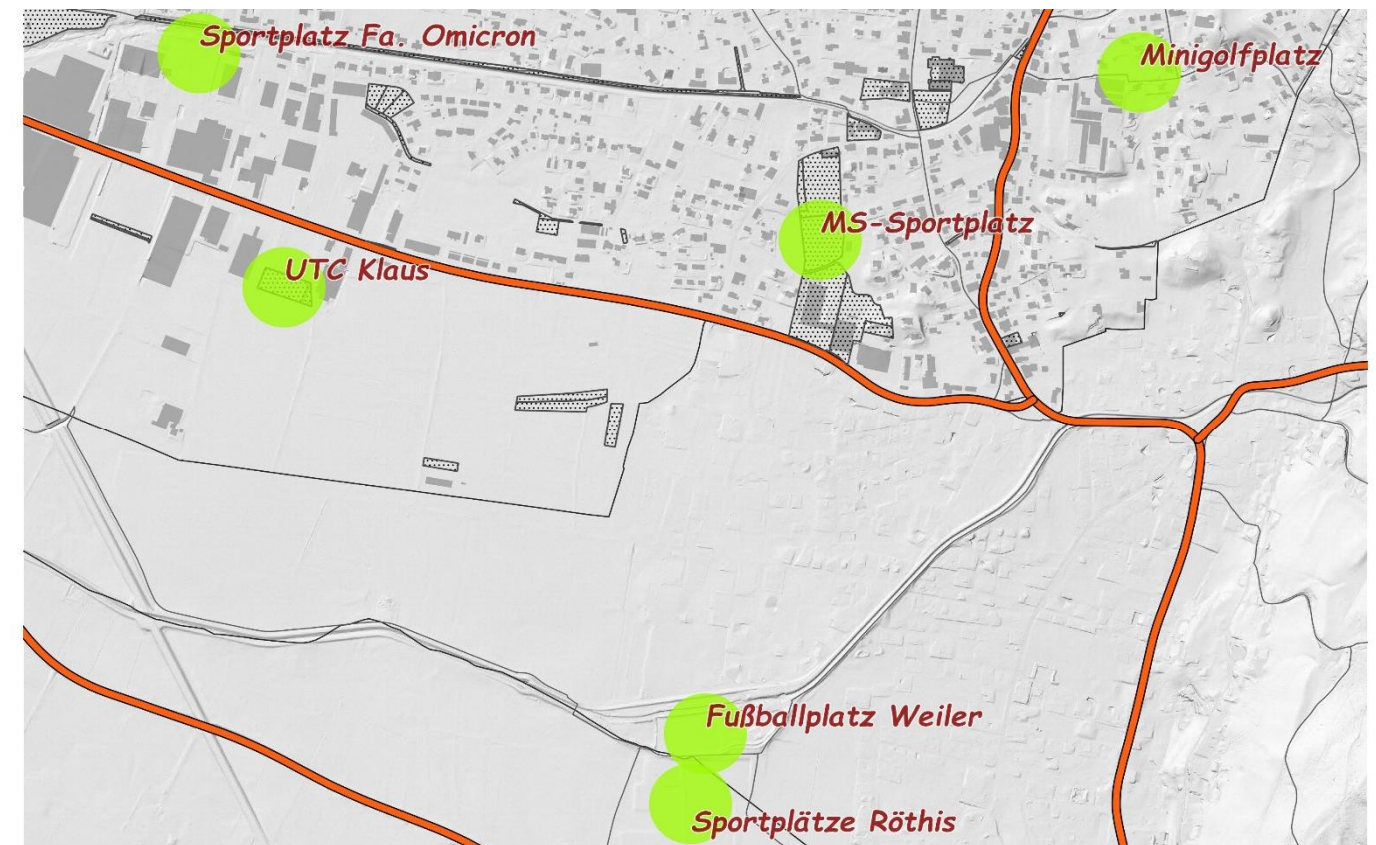 Sportplatz Fa. Omicron
Minigolfplatz
MS-Sportplatz
UTC Klaus
Fußballplatz Weiler
Sportplätze Röthis